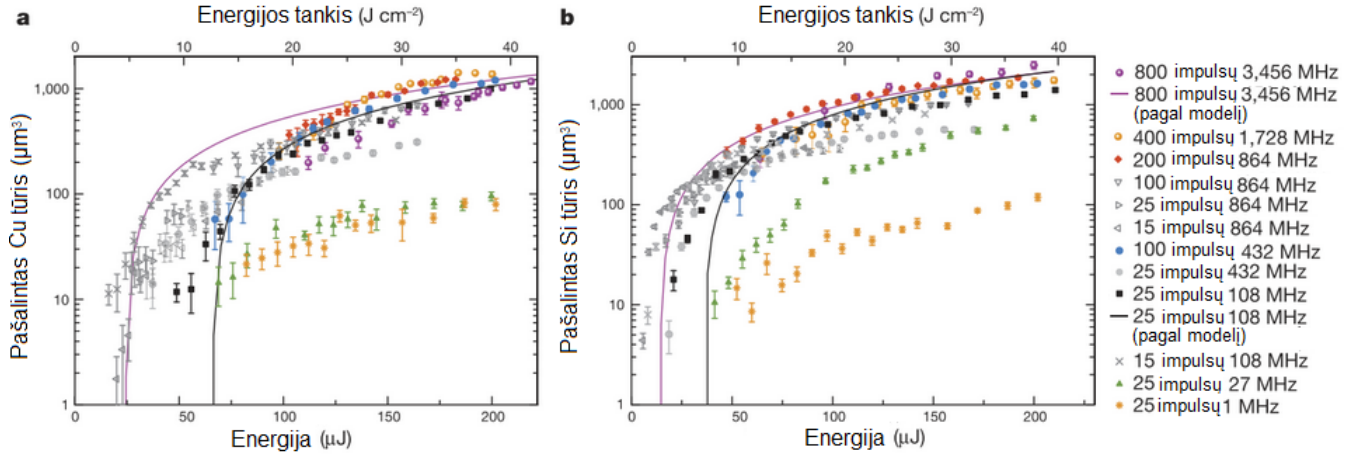 a
Energijos tankis (J cm⁻²)
0 10 20 30 40
Pašalintas Cu tūris (µm³)
1,000
100
10
1
0 50 100 150 200
Energija (µJ)
b
Energijos tankis (J cm⁻²)
0 10 20 30 40
Pašalintas Si tūris (µm³)
1,000
100
10
1
0 50 100 150 200
Energija (µJ)
800 impulsų 3,456 MHz
800 impulsų 3,456 MHz
(pagal modelį)
400 impulsų 1,728 MHz
200 impulsų 864 MHz
100 impulsų 864 MHz
25 impulsų 864 MHz
15 impulsų 864 MHz
100 impulsų 432 MHz
25 impulsų 432 MHz
25 impulsų 108 MHz
25 impulsų 108 MHz
(pagal modelį)
15 impulsų 108 MHz
25 impulsų 27 MHz
25 impulsų 1 MHz